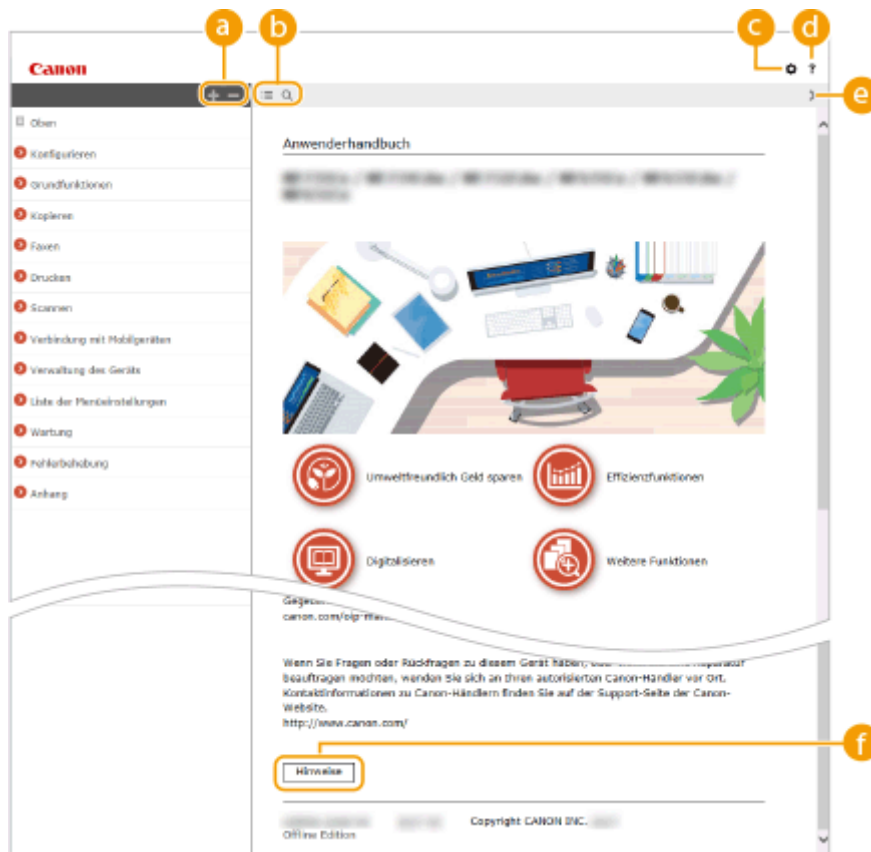 a
b
c
d
Canon
?
e
Oben
Konfigurieren
Grundfunktionen
Kopieren
Faxen
Drucken
Scannen
Verbindung mit Mobilgeräten
Verwaltung des Geräts
Liste der Menüeinstellungen
Wartung
Fehlerbehebung
Anhang
Anwenderhandbuch
Umweltfreundlich Geld sparen
Effizienzfunktionen
Digitalisieren
Weitere Funktionen
Wenn Sie Fragen oder Rückfragen zu diesem Gerät haben, oder
beauftragen möchten, wenden Sie sich an Ihren autorisierten Canon-Händler vor Ort.
Kontaktinformationen zu Canon-Händlern finden Sie auf der Support-Seite der Canon-
Website.
http://www.canon.com/
f
Hinweise
Copyright CANON INC.
Offline Edition